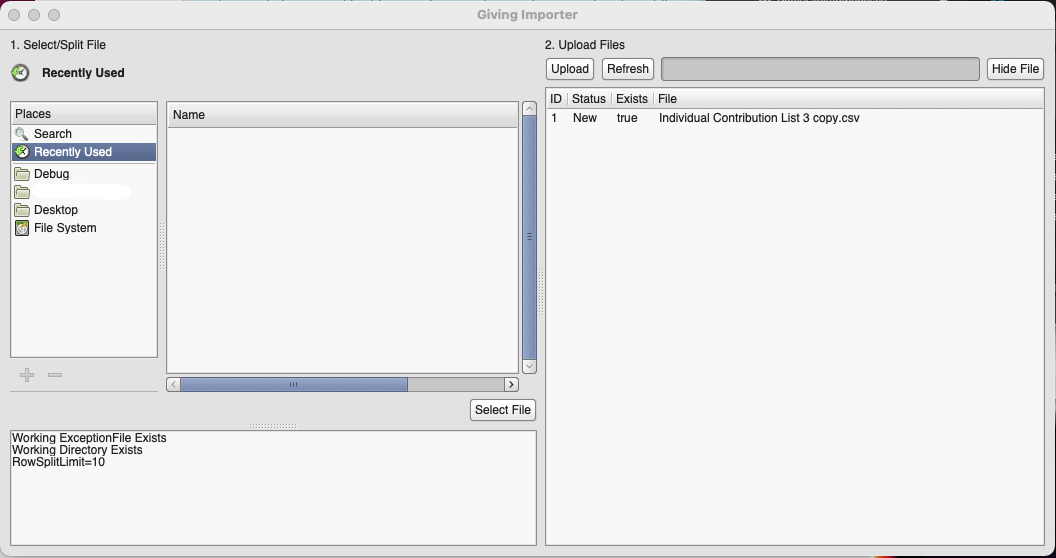 Giving Importer
1. Select/Split File
Recently Used
Places
Search
Recently Used
Debug
Desktop
File System
Name
Select File
Working ExceptionFile Exists
Working Directory Exists
RowSplitLimit=10
2. Upload Files
Upload Refresh Hide File
ID Status Exists File
1 New true Individual Contribution List 3 copy.csv